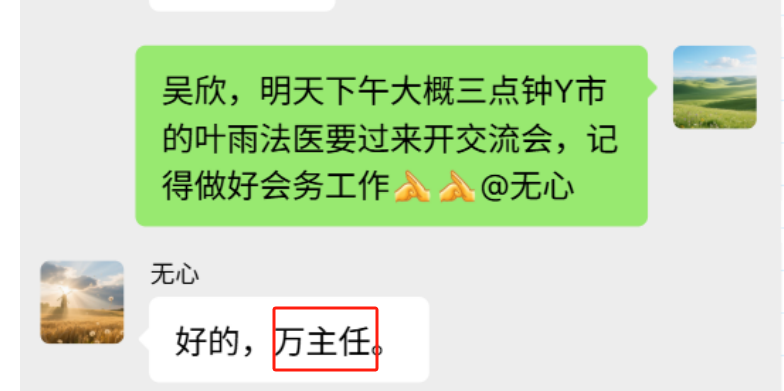 吴欣，明天下午大概三点钟Y市
的叶雨法医要过来开交流会，记
得做好会务工作🫱🫱@无心
无心
好的，万主任。